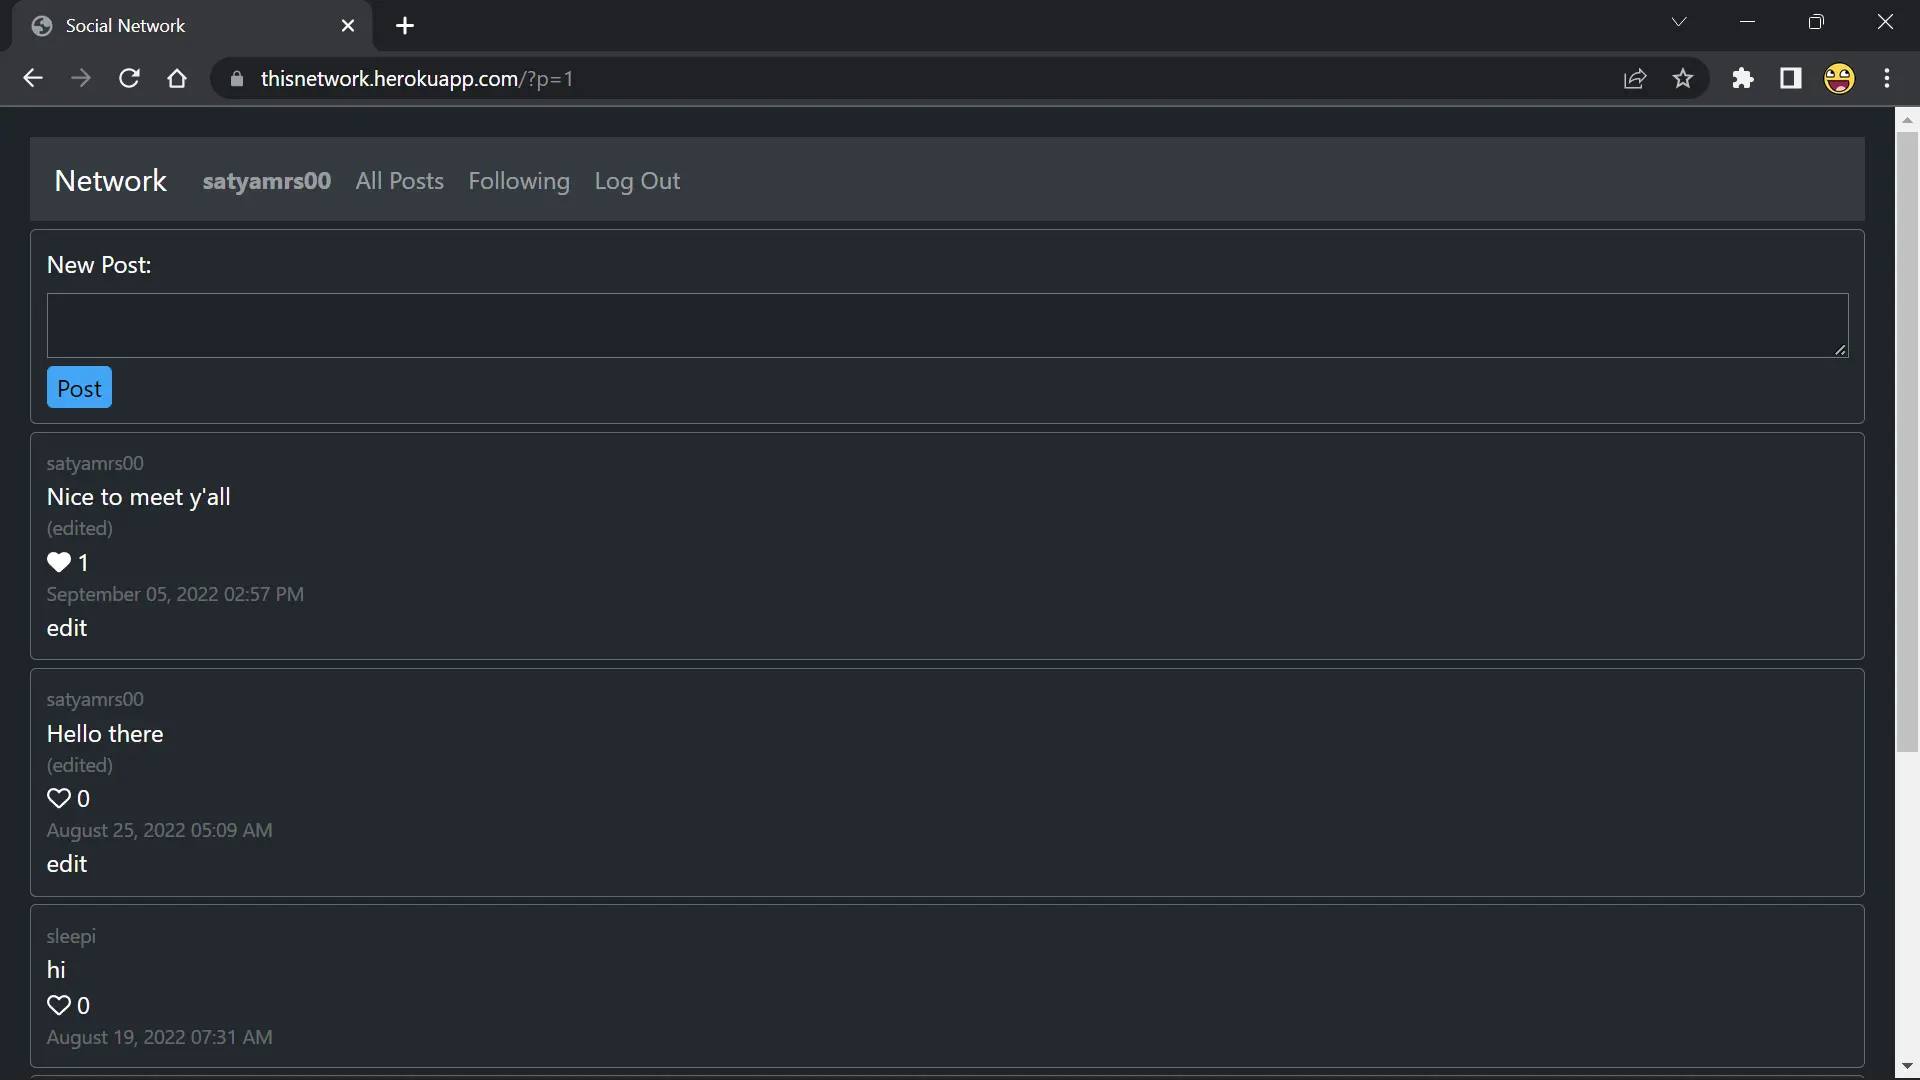 Social Network
thisnetwork.herokuapp.com/?p=1
Network satyamrs00 All Posts Following Log Out
New Post:
Post
satyamrs00
Nice to meet y'all
(edited)
1
September 05, 2022 02:57 PM
edit
satyamrs00
Hello there
(edited)
0
August 25, 2022 05:09 AM
edit
sleepi
hi
0
August 19, 2022 07:31 AM